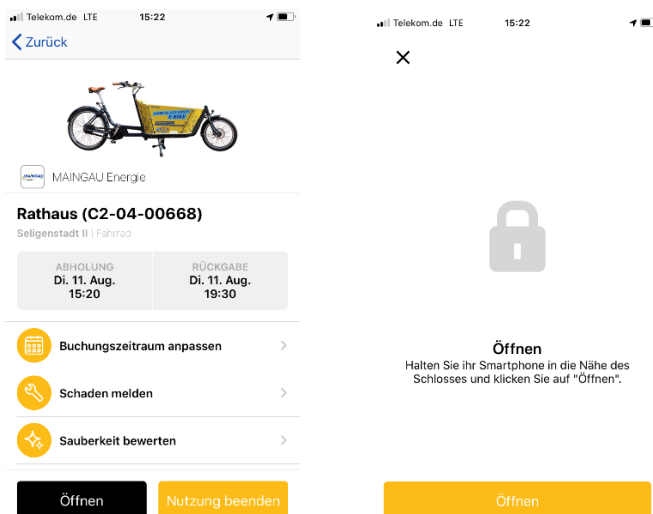 Telekom.de LTE 15:22
Zurück
MAINGAU Energie
Rathaus (C2-04-00668)
Seligenstadt II | Fahrrad
ABHOLUNG
Di. 11. Aug.
15:20
RÜCKGABE
Di. 11. Aug.
19:30
Buchungszeitraum anpassen
Schaden melden
Sauberkeit bewerten
Öffnen
Nutzung beenden
Telekom.de LTE 15:22
Öffnen
Halten Sie ihr Smartphone in die Nähe des
Schlosses und klicken Sie auf "Öffnen".
Öffnen